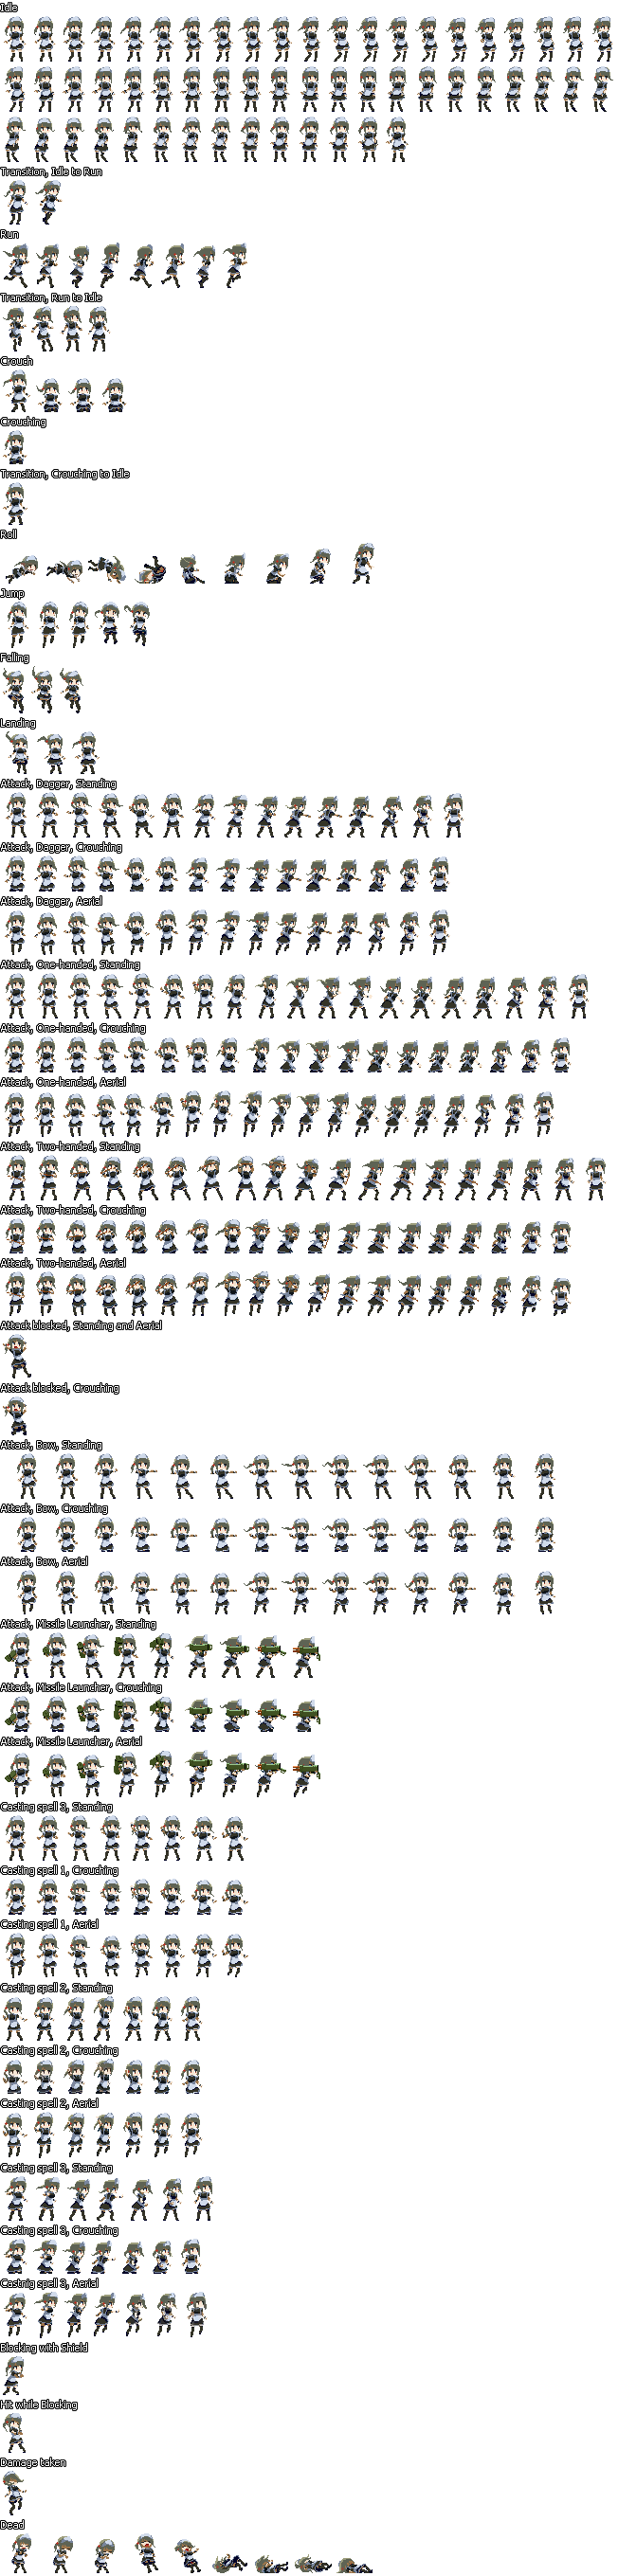 Idle
Transition, Idle to Run
Run
Transition, Run to Idle
Crouch
Crouching
Transition, Crouching to Idle
Roll
Jump
Falling
Landing
Attack, Dagger, Standing
Attack, Dagger, Crouching
Attack, Dagger, Aerial
Attack, One-handed, Standing
Attack, One-handed, Crouching
Attack, One-handed, Aerial
Attack, Two-handed, Standing
Attack, Two-handed, Crouching
Attack, Two-handed, Aerial
Attack blocked, Standing and Aerial
Attack blocked, Crouching
Attack, Bow, Standing
Attack, Bow, Crouching
Attack, Bow, Aerial
Attack, Missile Launcher, Standing
Attack, Missile Launcher, Crouching
Attack, Missile Launcher, Aerial
Casting spell 3, Standing
Casting spell 1, Crouching
Casting spell 1, Aerial
Casting spell 2, Standing
Casting spell 2, Crouching
Casting spell 2, Aerial
Casting spell 3, Standing
Casting spell 3, Crouching
Castnig spell 3, Aerial
Blocking with Shield
Hit while Blocking
Damage taken
Dead